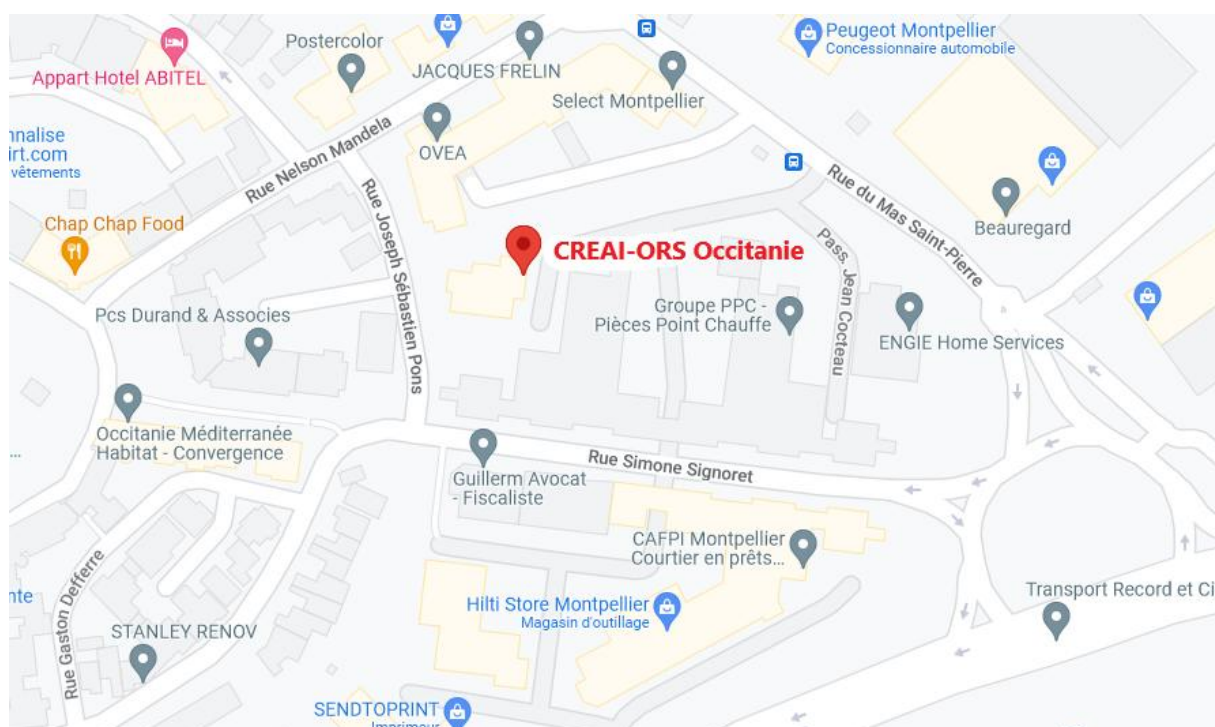 Peugeot Montpellier
Concessionnaire automobile
Postercolor
JACQUES FRELIN
Appart Hotel ABITEL
Select Montpellier
nnalise
irt.com
vêtements
OVEA
Rue Nelson Mandela
Rue du Mas Saint-Pierre
Chap Chap Food
Rue Joseph Sébastien Pons
Beauregard
CREAI-ORS Occitanie
Pass. Jean Cocteau
Pcs Durand & Associes
Groupe PPC -
Pièces Point Chauffe
ENGIE Home Services
Occitanie Méditerranée
Habitat - Convergence
...
Rue Simone Signoret
Guillerm Avocat
- Fiscaliste
CAFPI Montpellier
Courtier en prêts...
Rue Gaston Defferre
nte
Hilti Store Montpellier
Magasin d'outillage
Transport Record et Ci
STANLEY RENOV
SENDTOPRINT
Imprimeur